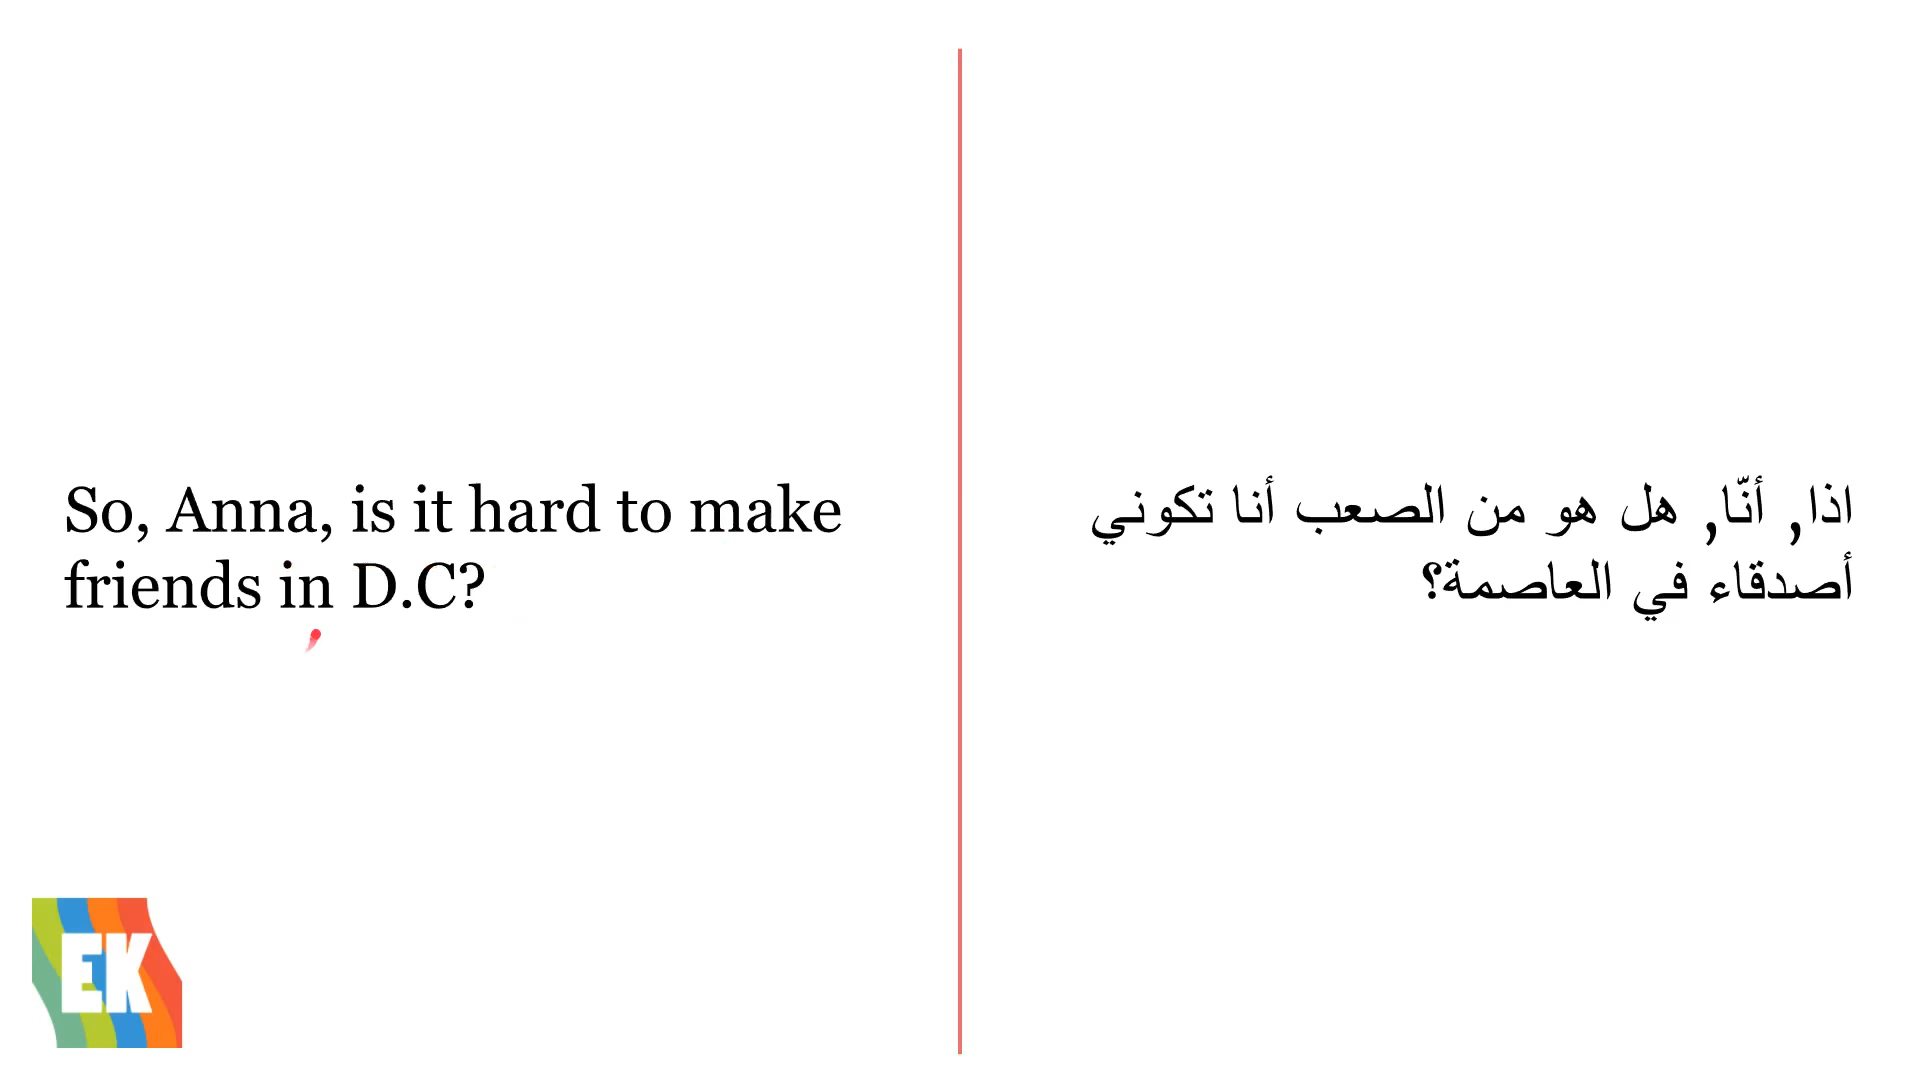 So, Anna, is it hard to make
friends in D.C?
اذا, أنّا, هل هو من الصعب أنا تكوني
أصدقاء في العاصمة؟
EK